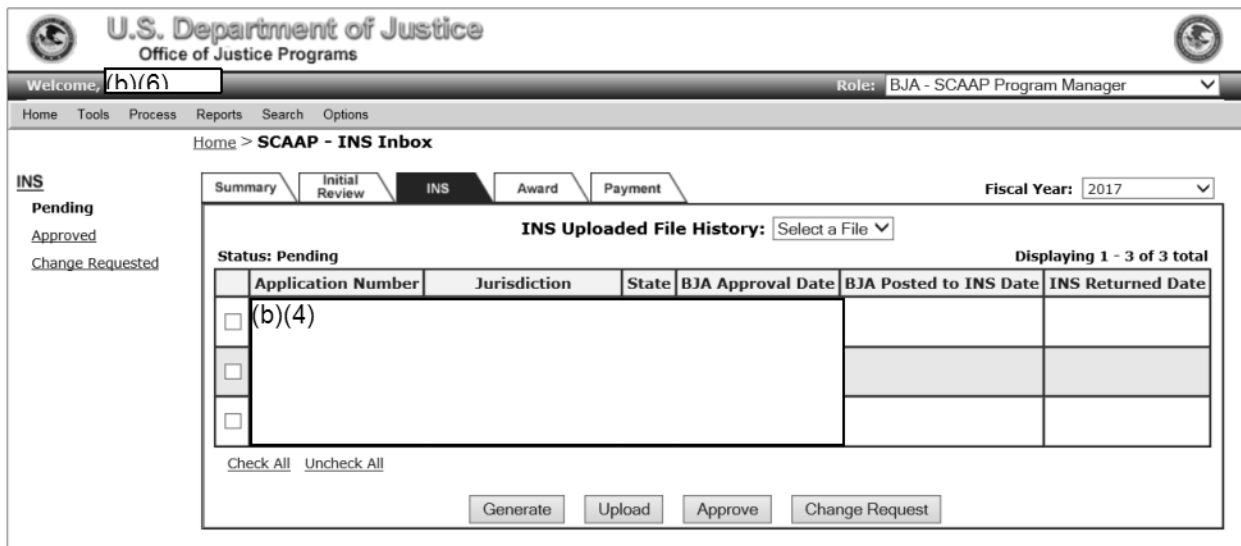 U.S. Department of Justice
Office of Justice Programs
Welcome, (b)(6) Role: BJA - SCAAP Program Manager
Home Tools Process Reports Search Options
Home > SCAAP - INS Inbox
INS
Pending
Approved
Change Requested
Summary Initial Review INS Award Payment Fiscal Year: 2017
INS Uploaded File History: Select a File
Status: Pending Displaying 1 - 3 of 3 total
Application Number Jurisdiction State BJA Approval Date BJA Posted to INS Date INS Returned Date
(b)(4)
Check All Uncheck All
Generate Upload Approve Change Request